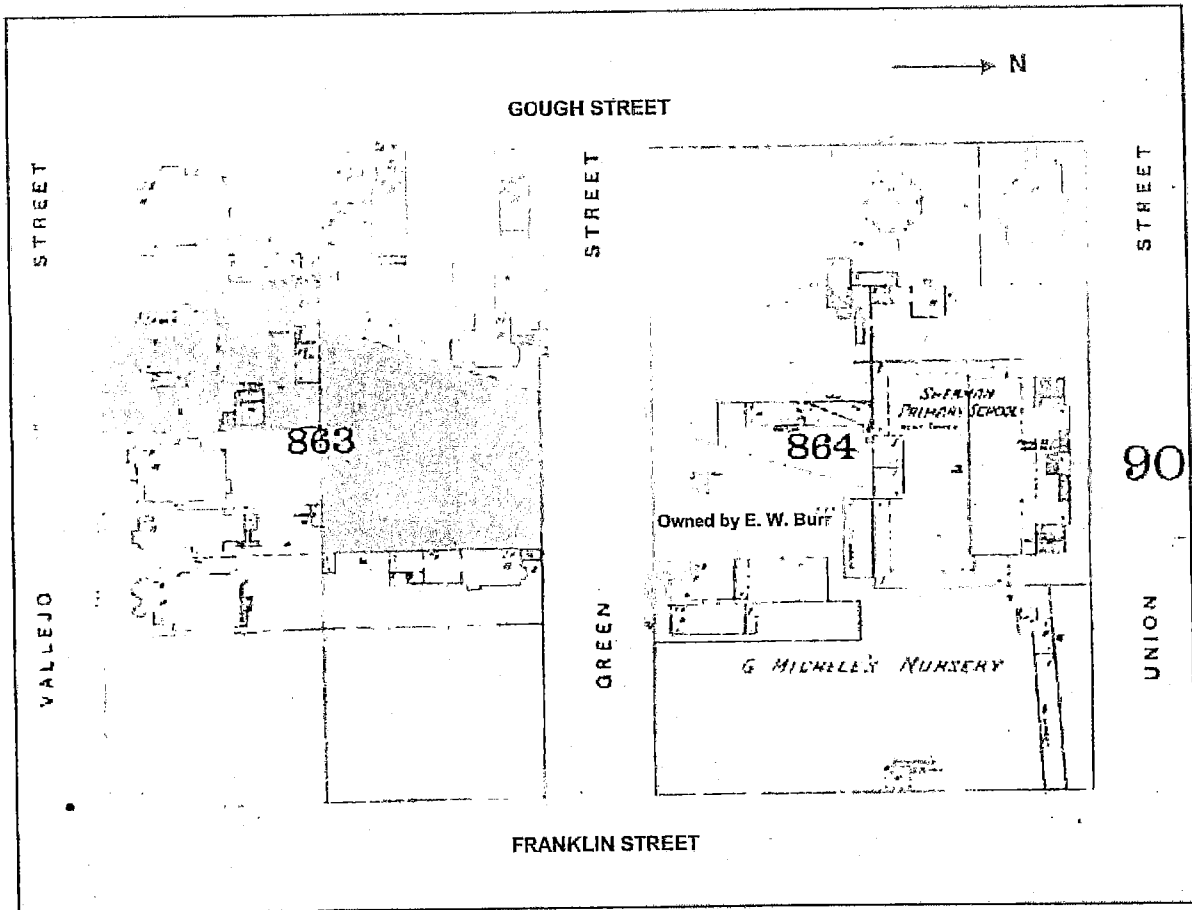 N
GOUGH STREET
STREET
STREET
STREET
SHERMAN
PRIMARY SCHOOL
863
864
90
Owned by E. W. Burr
VALLEJO
GREEN
UNION
G MICHELE'S NURSERY
FRANKLIN STREET